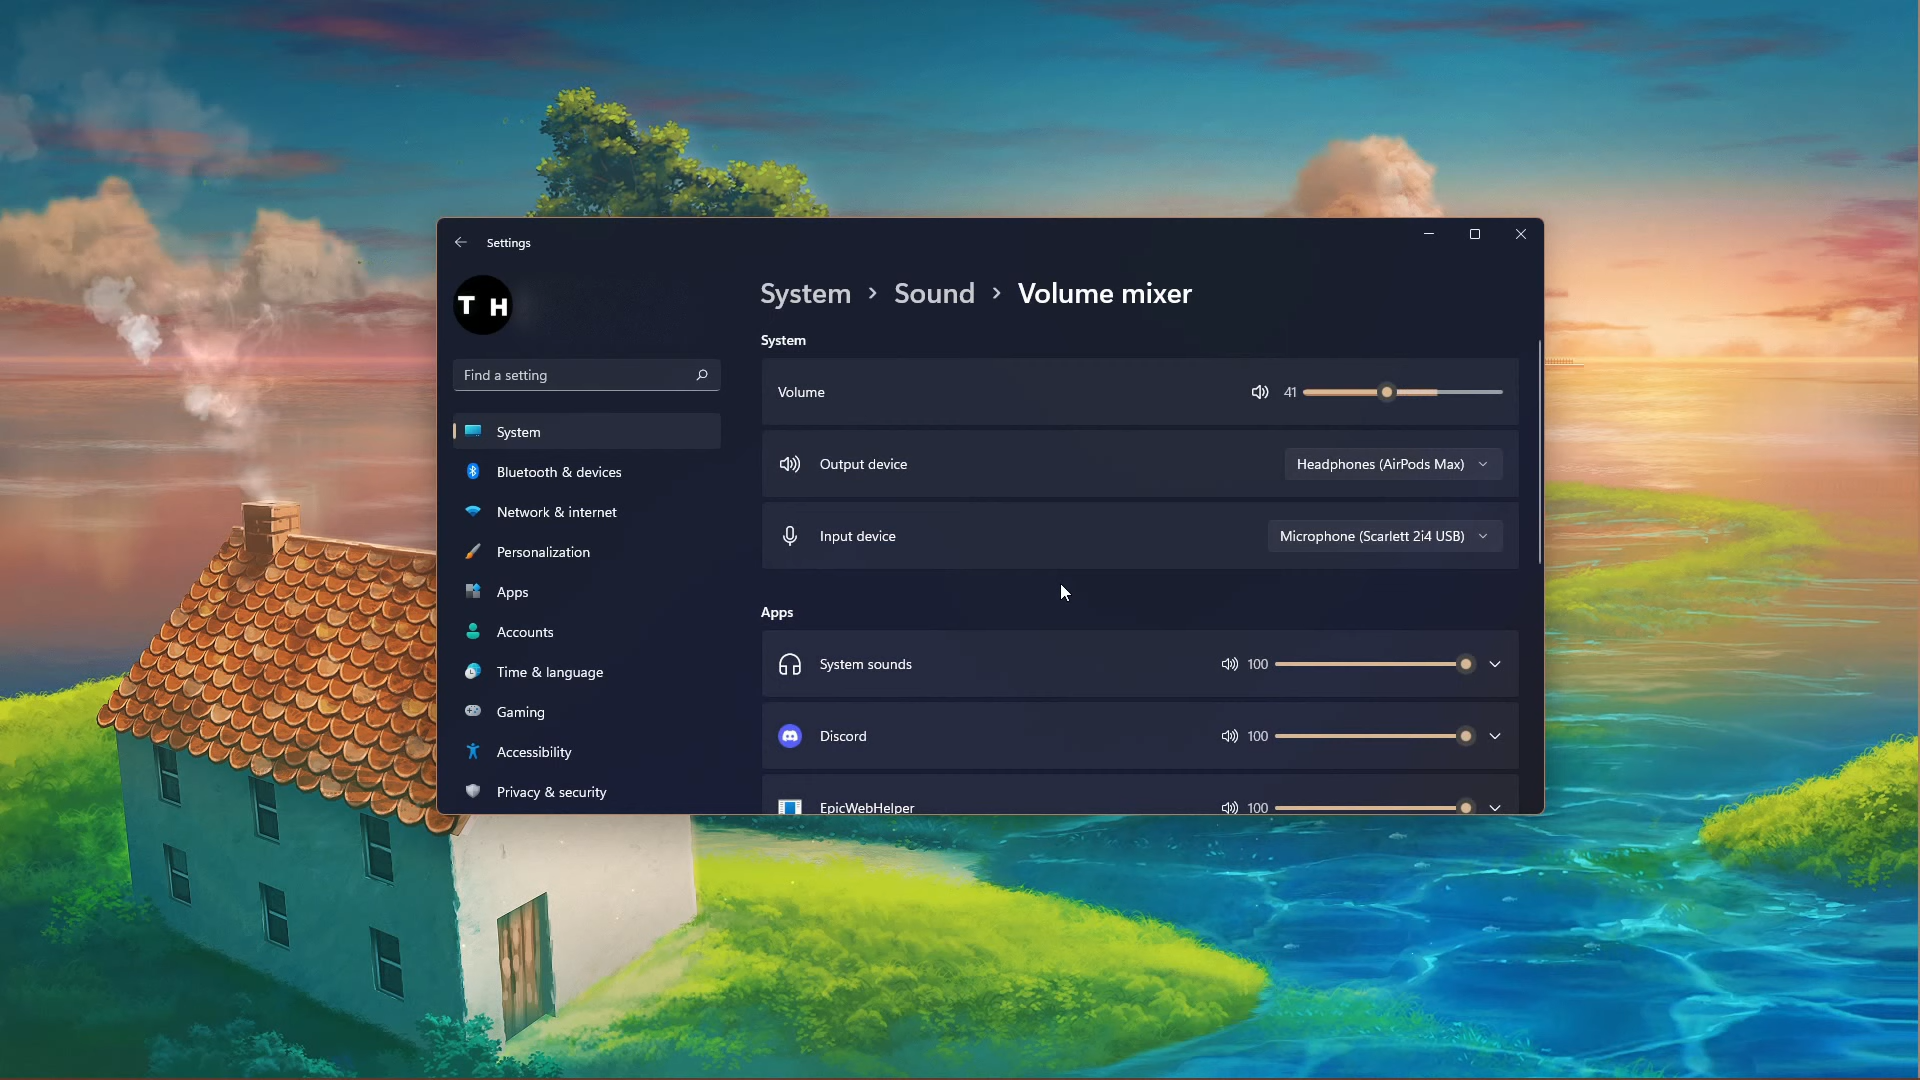 Settings
T H
Find a setting
System
Bluetooth & devices
Network & internet
Personalization
Apps
Accounts
Time & language
Gaming
Accessibility
Privacy & security
System > Sound > Volume mixer
System
Volume 41
Output device Headphones (AirPods Max)
Input device Microphone (Scarlett 2i4 USB)
Apps
System sounds 100
Discord 100
EpicWebHelper 100